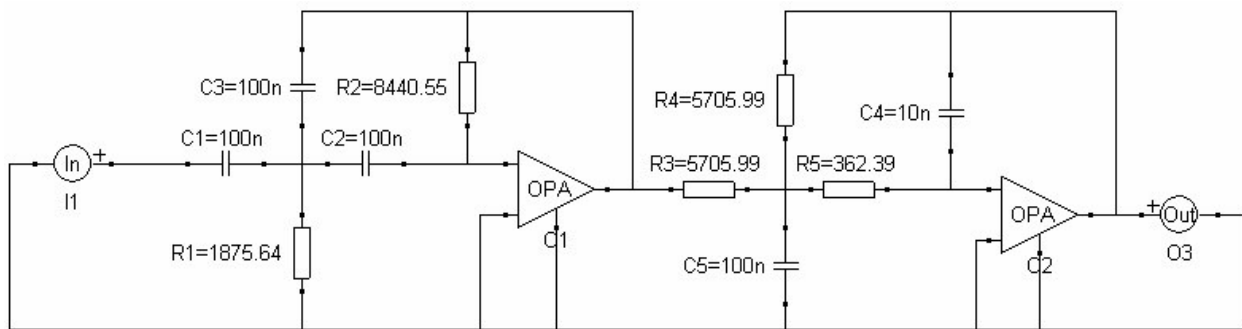 C3=100n
R2=8440.55
R4=5705.99
C4=10n
C1=100n
C2=100n
In
+
I1
OPA
C1
R3=5705.99
R5=362.39
OPA
C2
+
Out
O3
R1=1875.64
C5=100n